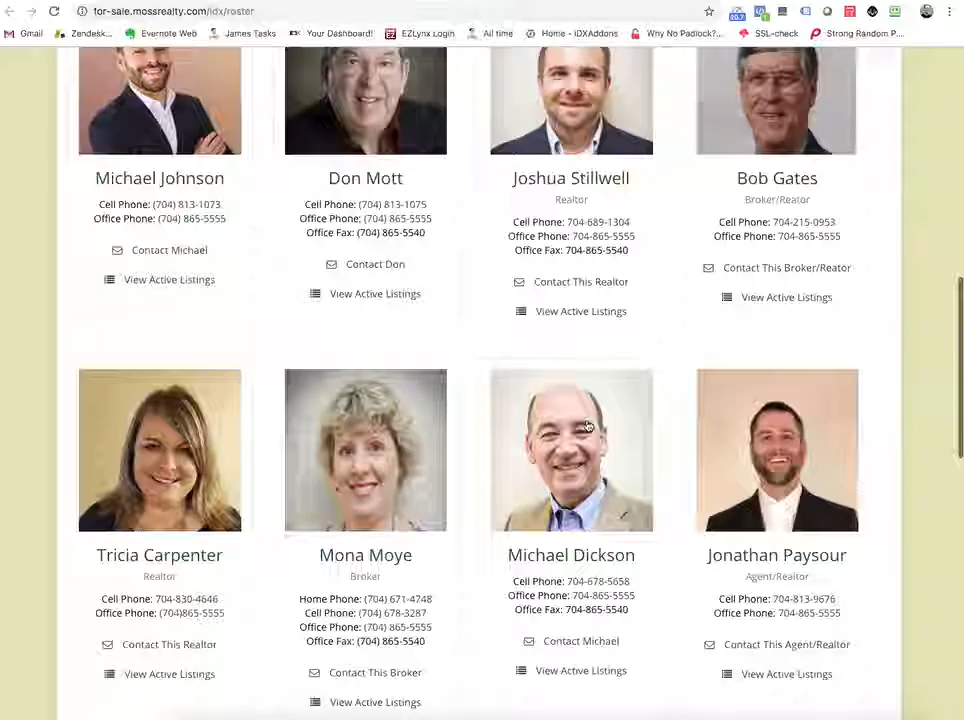 for-sale.mossrealty.com/idx/roster
Gmail Zendesk... Evernote Web James Tasks Your Dashboard! EZLynx Login All time Home - IDXAddons Why No Padlock?... SSL-check Strong Random P...
Michael Johnson Don Mott Joshua Stillwell Bob Gates
Realtor Broker/Realtor
Cell Phone: (704) 813-1073
Office Phone: (704) 865-5555
Contact Michael
View Active Listings
Cell Phone: (704) 813-1075
Office Phone: (704) 865-5555
Office Fax: (704) 865-5540
Contact Don
View Active Listings
Cell Phone: 704-689-1304
Office Phone: 704-865-5555
Office Fax: 704-865-5540
Contact This Realtor
View Active Listings
Cell Phone: 704-215-0953
Office Phone: 704-865-5555
Contact This Broker/Reator
View Active Listings
Tricia Carpenter
Realtor
Cell Phone: 704-830-4646
Office Phone: (704)865-5555
Contact This Realtor
View Active Listings
Mona Moye
Broker
Home Phone: (704) 671-4748
Cell Phone: (704) 678-3287
Office Phone: (704) 865-5555
Office Fax: (704) 865-5540
Contact This Broker
View Active Listings
Michael Dickson
Cell Phone: 704-678-5658
Office Phone: 704-865-5555
Office Fax: 704-865-5540
Contact Michael
View Active Listings
Jonathan Paysour
Agent/Realtor
Cell Phone: 704-813-9676
Office Phone: 704-865-5555
Contact This Agent/Realtor
View Active Listings